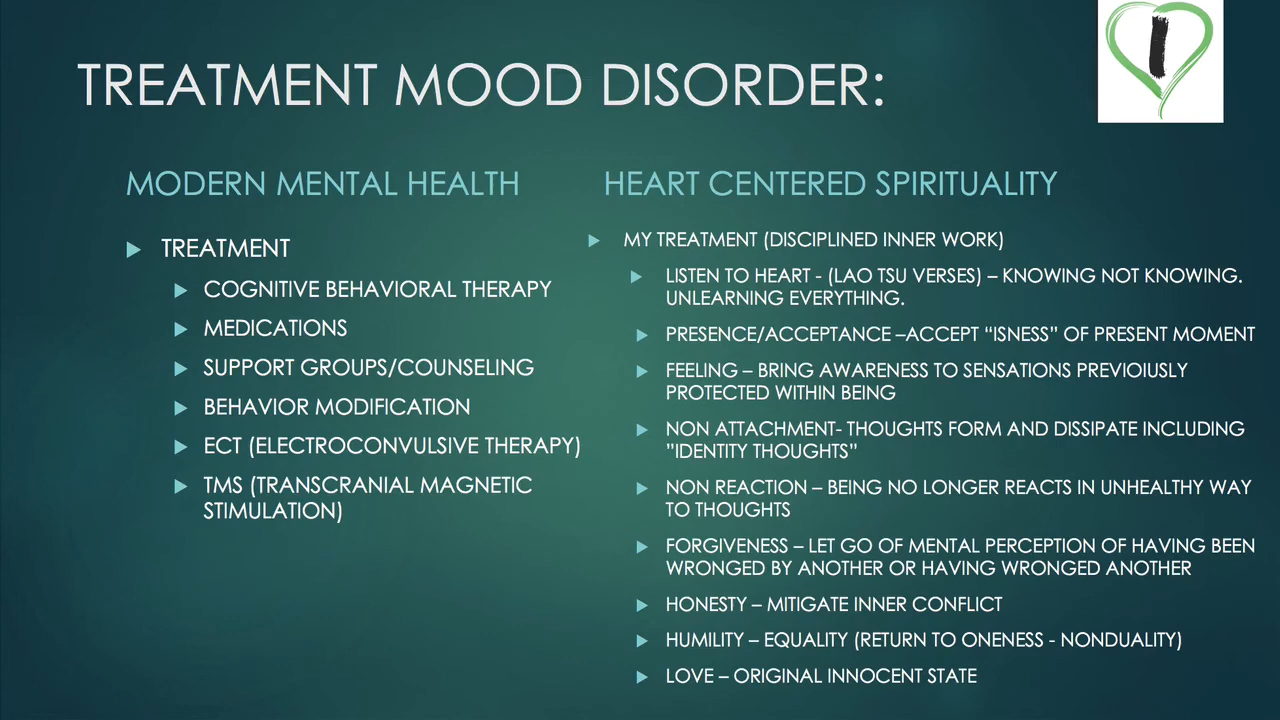 TREATMENT MOOD DISORDER:
MODERN MENTAL HEALTH
TREATMENT
COGNITIVE BEHAVIORAL THERAPY
MEDICATIONS
SUPPORT GROUPS/COUNSELING
BEHAVIOR MODIFICATION
ECT (ELECTROCONVULSIVE THERAPY)
TMS (TRANSCRANIAL MAGNETIC
STIMULATION)
HEART CENTERED SPIRITUALITY
MY TREATMENT (DISCIPLINED INNER WORK)
LISTEN TO HEART - (LAO TSU VERSES) – KNOWING NOT KNOWING.
UNLEARNING EVERYTHING.
PRESENCE/ACCEPTANCE –ACCEPT “ISNESS” OF PRESENT MOMENT
FEELING – BRING AWARENESS TO SENSATIONS PREVIOIUSLY
PROTECTED WITHIN BEING
NON ATTACHMENT- THOUGHTS FORM AND DISSIPATE INCLUDING
”IDENTITY THOUGHTS”
NON REACTION – BEING NO LONGER REACTS IN UNHEALTHY WAY
TO THOUGHTS
FORGIVENESS – LET GO OF MENTAL PERCEPTION OF HAVING BEEN
WRONGED BY ANOTHER OR HAVING WRONGED ANOTHER
HONESTY – MITIGATE INNER CONFLICT
HUMILITY – EQUALITY (RETURN TO ONENESS - NONDUALITY)
LOVE – ORIGINAL INNOCENT STATE